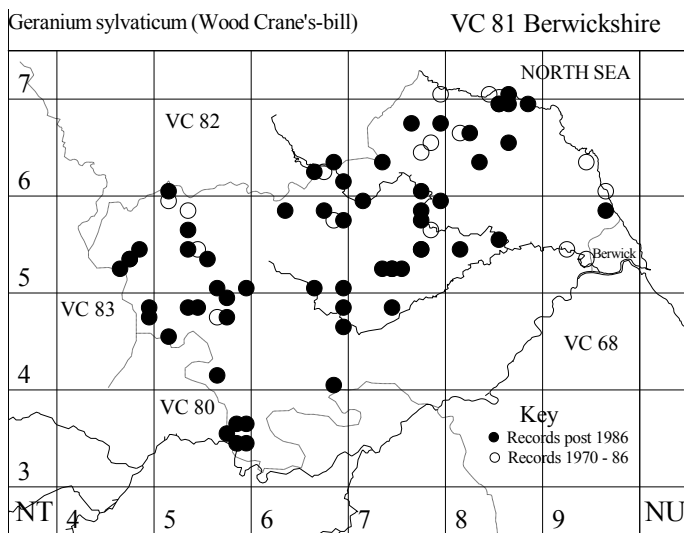 Geranium sylvaticum (Wood Crane's-bill) VC 81 Berwickshire
NORTH SEA
7
VC 82
6
Berwick
5
VC 83
VC 68
4
VC 80
Key
Records post 1986
Records 1970 - 86
3
NT 4 5 6 7 8 9 NU